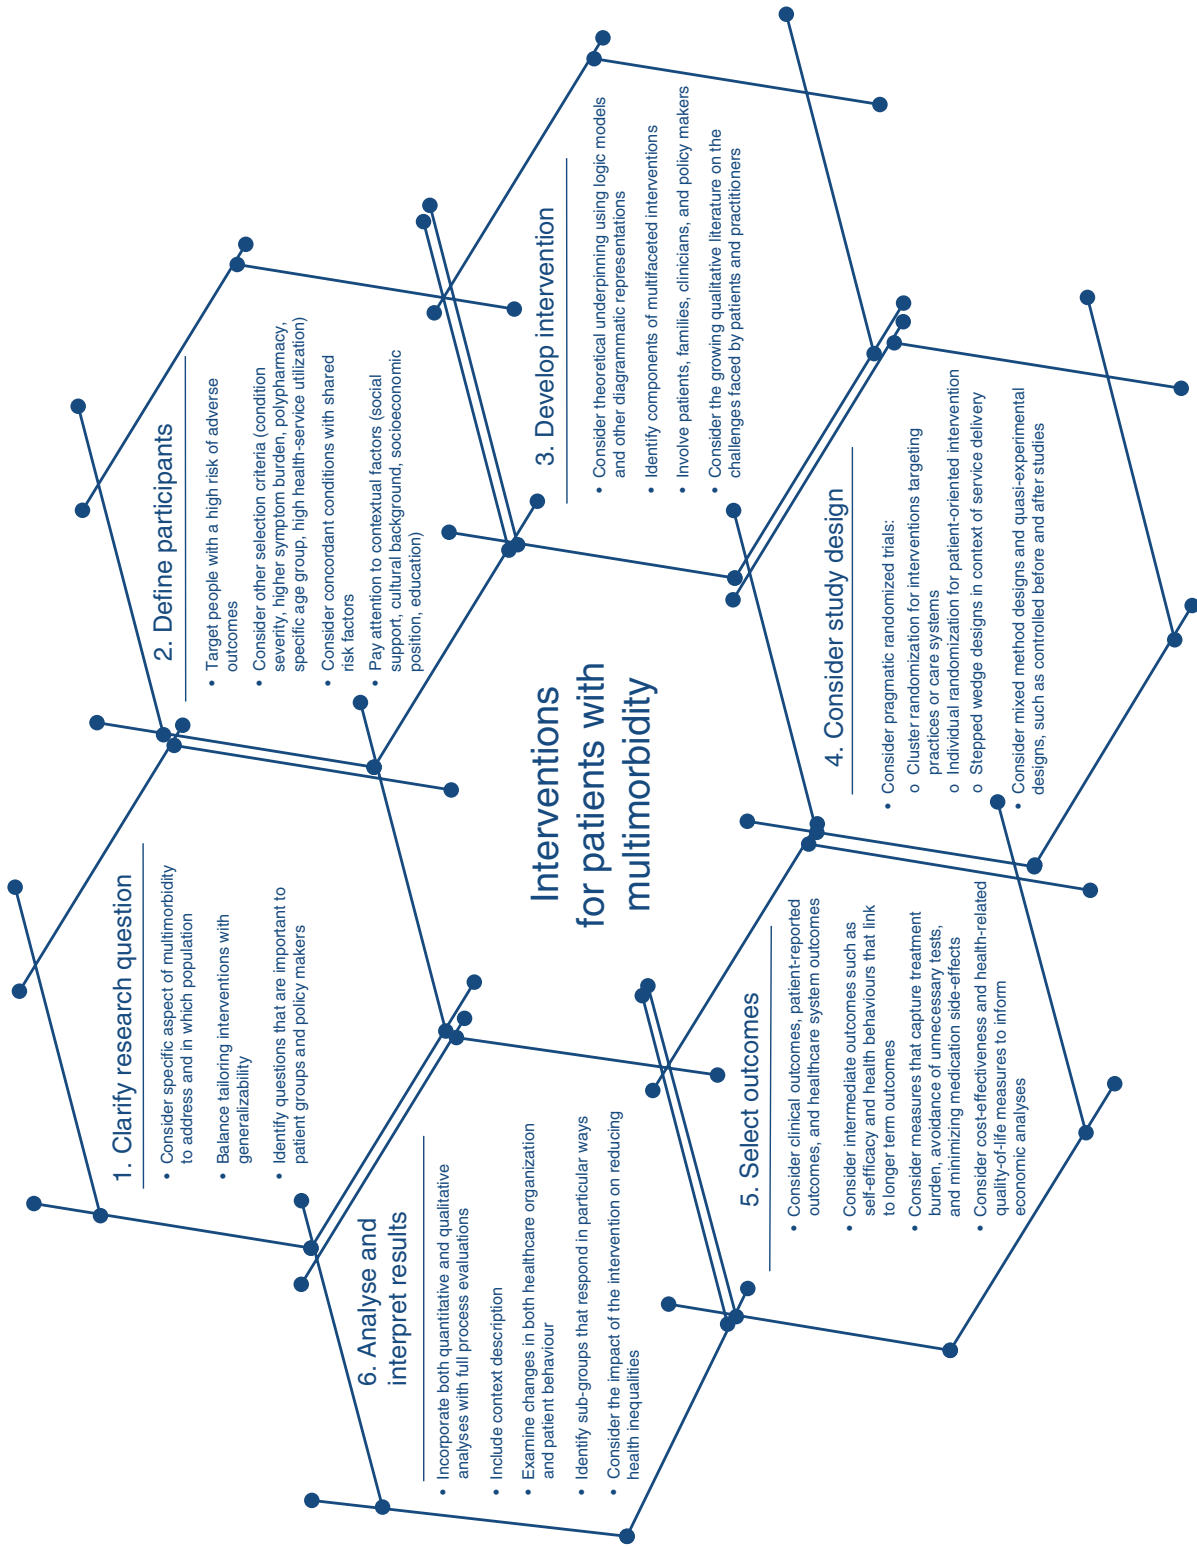 1. Clarify research question
• Consider specific aspect of multimorbidity
to address and in which population
• Balance tailoring interventions with
generalizability
• Identify questions that are important to
patient groups and policy makers
2. Define participants
• Target people with a high risk of adverse
outcomes
• Consider other selection criteria (condition
severity, higher symptom burden, polypharmacy,
specific age group, high health-service utilization)
• Consider concordant conditions with shared
risk factors
• Pay attention to contextual factors (social
support, cultural background, socioeconomic
position, education)
3. Develop intervention
• Consider theoretical underpinning using logic models
and other diagrammatic representations
• Identify components of multifaceted interventions
• Involve patients, families, clinicians, and policy makers
• Consider the growing qualitative literature on the
challenges faced by patients and practitioners
Interventions
for patients with
multimorbidity
4. Consider study design
• Consider pragmatic randomized trials:
o Cluster randomization for interventions targeting
practices or care systems
o Individual randomization for patient-oriented intervention
o Stepped wedge designs in context of service delivery
• Consider mixed method designs and quasi-experimental
designs, such as controlled before and after studies
5. Select outcomes
• Consider clinical outcomes, patient-reported
outcomes, and healthcare system outcomes
• Consider intermediate outcomes such as
self-efficacy and health behaviours that link
to longer term outcomes
• Consider measures that capture treatment
burden, avoidance of unnecessary tests,
and minimizing medication side-effects
• Consider cost-effectiveness and health-related
quality-of-life measures to inform
economic analyses
6. Analyse and
interpret results
• Incorporate both quantitative and qualitative
analyses with full process evaluations
• Include context description
• Examine changes in both healthcare organization
and patient behaviour
• Identify sub-groups that respond in particular ways
• Consider the impact of the intervention on reducing
health inequalities